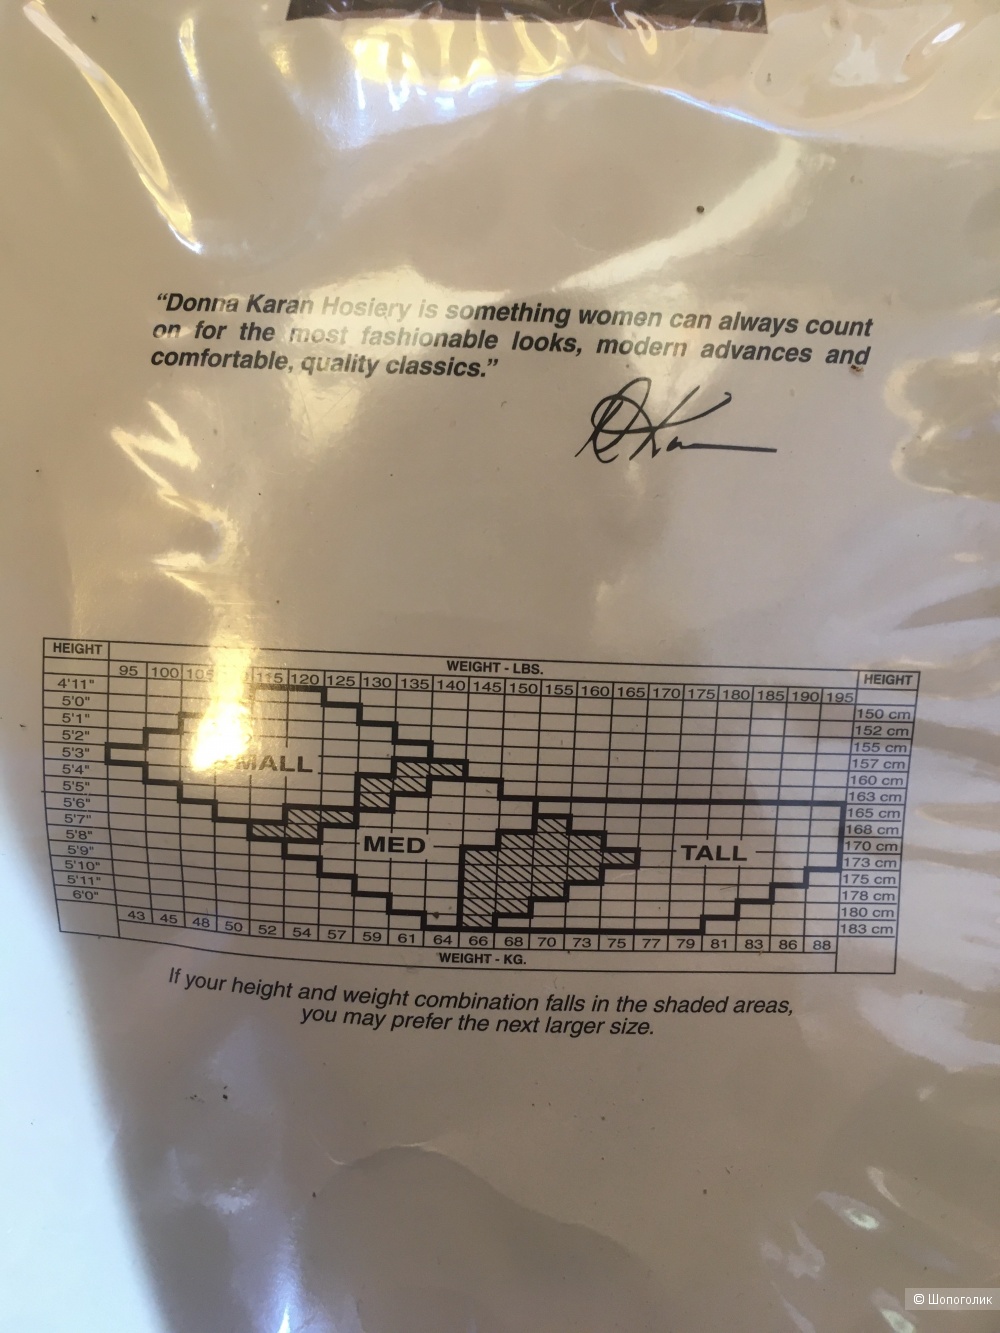 “Donna Karan Hosiery is something women can always count
on for the most fashionable looks, modern advances and
comfortable, quality classics.”
DKaran
HEIGHT WEIGHT - LBS. HEIGHT
95 100 105 115 120 125 130 135 140 145 150 155 160 165 170 175 180 185 190 195
4'11" 150 cm
5'0" 152 cm
5'1" 155 cm
5'2" 157 cm
5'3" 160 cm
5'4" SMALL 163 cm
5'5" 165 cm
5'6" 168 cm
5'7" 170 cm
5'8" MED TALL 173 cm
5'9" 175 cm
5'10" 178 cm
5'11" 180 cm
6'0" 183 cm
43 45 48 50 52 54 57 59 61 64 66 68 70 73 75 77 79 81 83 86 88
WEIGHT - KG.
If your height and weight combination falls in the shaded areas,
you may prefer the next larger size.
© Шопоголик